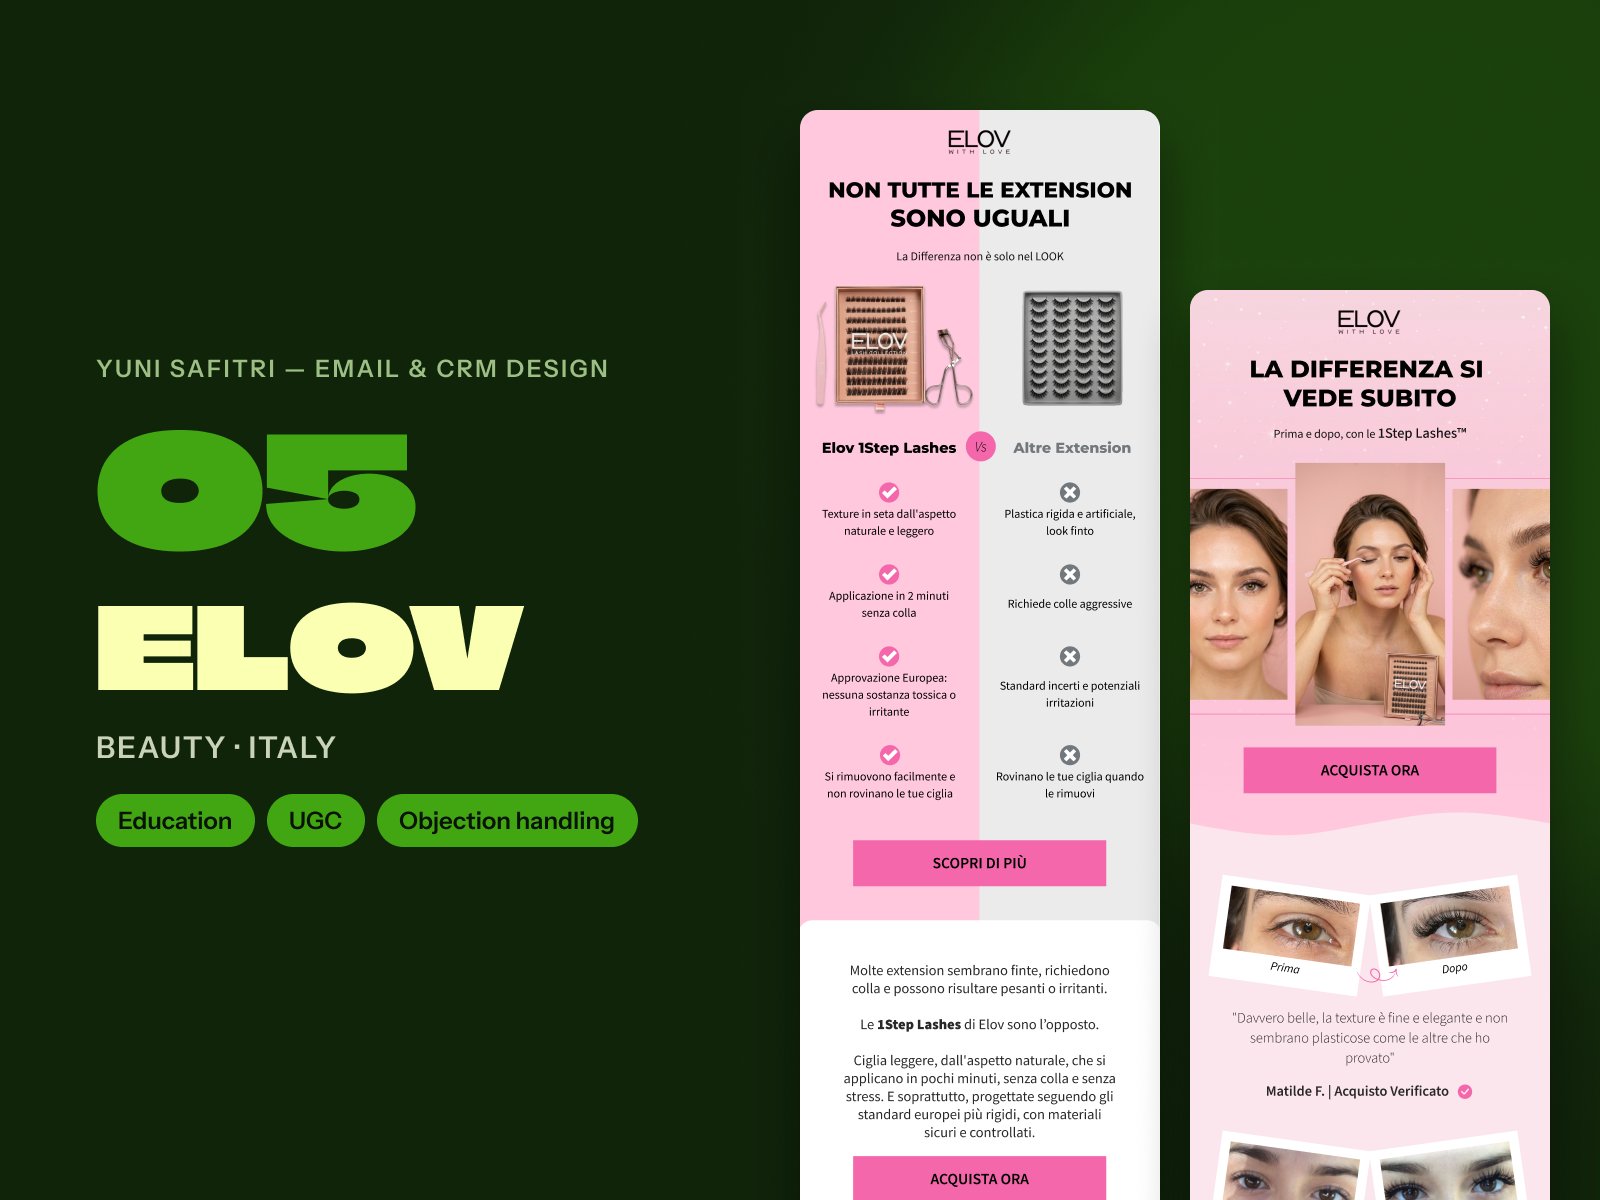 YUNI SAFITRI — EMAIL & CRM DESIGN
05
ELOV
BEAUTY · ITALY
Education
UGC
Objection handling
ELOV
WITH LOVE
NON TUTTE LE EXTENSION
SONO UGUALI
La Differenza non è solo nel LOOK
ELOV
Elov 1Step Lashes
Vs
Altre Extension
Texture in seta dall'aspetto
naturale e leggero
Plastica rigida e artificiale,
look finto
Applicazione in 2 minuti
senza colla
Richiede colle aggressive
Approvazione Europea:
nessuna sostanza tossica o
irritante
Standard incerti e potenziali
irritazioni
Si rimuovono facilmente e
non rovinano le tue ciglia
Rovinano le tue ciglia quando
le rimuovi
SCOPRI DI PIÙ
Molte extension sembrano finte, richiedono
colla e possono risultare pesanti o irritanti.
Le 1Step Lashes di Elov sono l'opposto.
Ciglia leggere, dall'aspetto naturale, che si
applicano in pochi minuti, senza colla e senza
stress. E soprattutto, progettate seguendo gli
standard europei più rigidi, con materiali
sicuri e controllati.
ACQUISTA ORA
ELOV
WITH LOVE
LA DIFFERENZA SI
VEDE SUBITO
Prima e dopo, con le 1Step Lashes™
ELOV
ACQUISTA ORA
Prima
Dopo
"Davvero belle, la texture è fine e elegante e non
sembrano plasticose come le altre che ho
provato"
Matilde F. | Acquisto Verificato